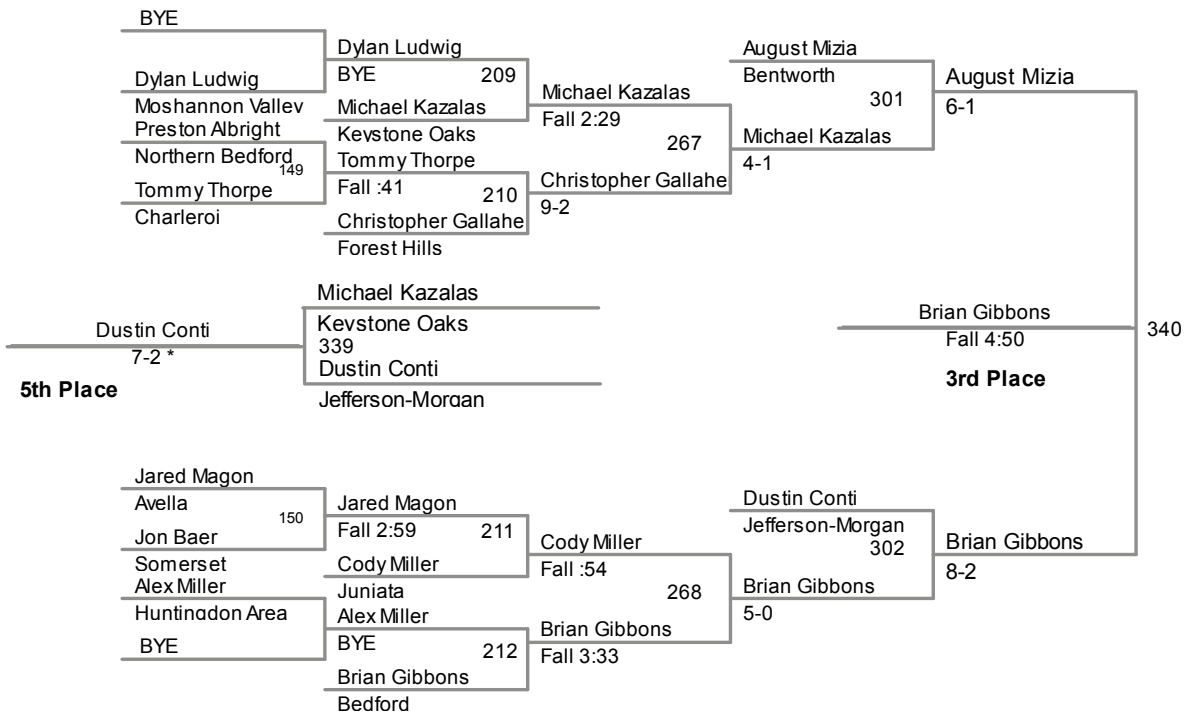 BYE
Dylan Ludwig
Moshannon Valley
Preston Albright
Northern Bedford
149
Tommy Thorpe
Charleroi
Dylan Ludwig
BYE 209
Michael Kazalas
Keystone Oaks
Tommy Thorpe
Fall :41 210
Christopher Gallahe
Forest Hills
Michael Kazalas
Fall 2:29
267
Christopher Gallahe
9-2
August Mizia
Bentworth
301
Michael Kazalas
4-1
August Mizia
6-1
Michael Kazalas
Keystone Oaks
339
Dustin Conti
Jefferson-Morgan
Dustin Conti
7-2 *
5th Place
Brian Gibbons
Fall 4:50
3rd Place
340
Jared Magon
Avella
150
Jon Baer
Somerset
Alex Miller
Huntingdon Area
BYE
Jared Magon
Fall 2:59 211
Cody Miller
Juniata
Alex Miller
BYE 212
Brian Gibbons
Bedford
Cody Miller
Fall :54
268
Brian Gibbons
Fall 3:33
Dustin Conti
Jefferson-Morgan
302
Brian Gibbons
5-0
Brian Gibbons
8-2